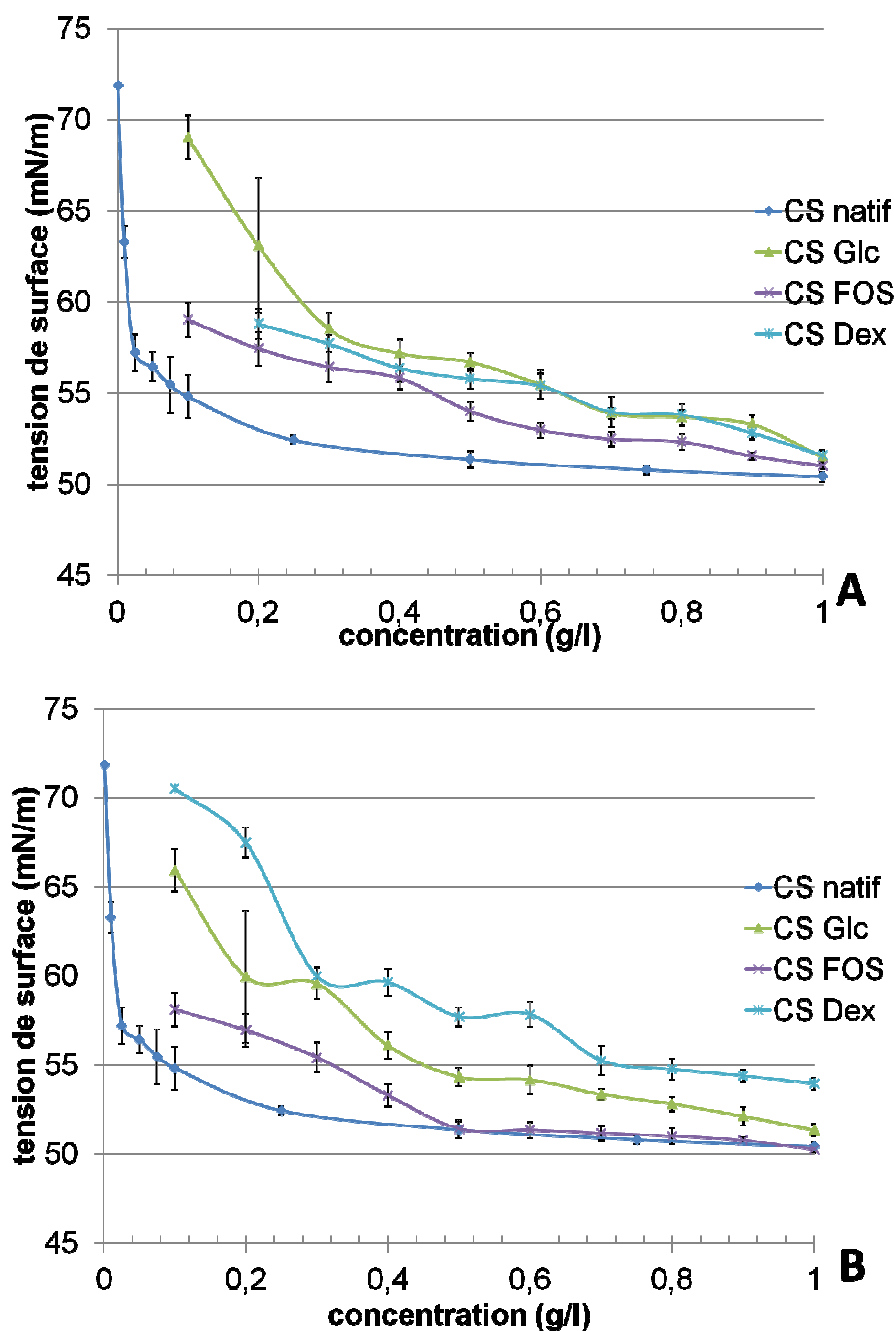 75
70
65
60
55
50
45
tension de surface (mN/m)
CS natif
CS Glc
CS FOS
CS Dex
0
0,2
0,4
0,6
0,8
1
concentration (g/l)
A
75
70
65
60
55
50
45
tension de surface (mN/m)
CS natif
CS Glc
CS FOS
CS Dex
0
0,2
0,4
0,6
0,8
1
concentration (g/l)
B